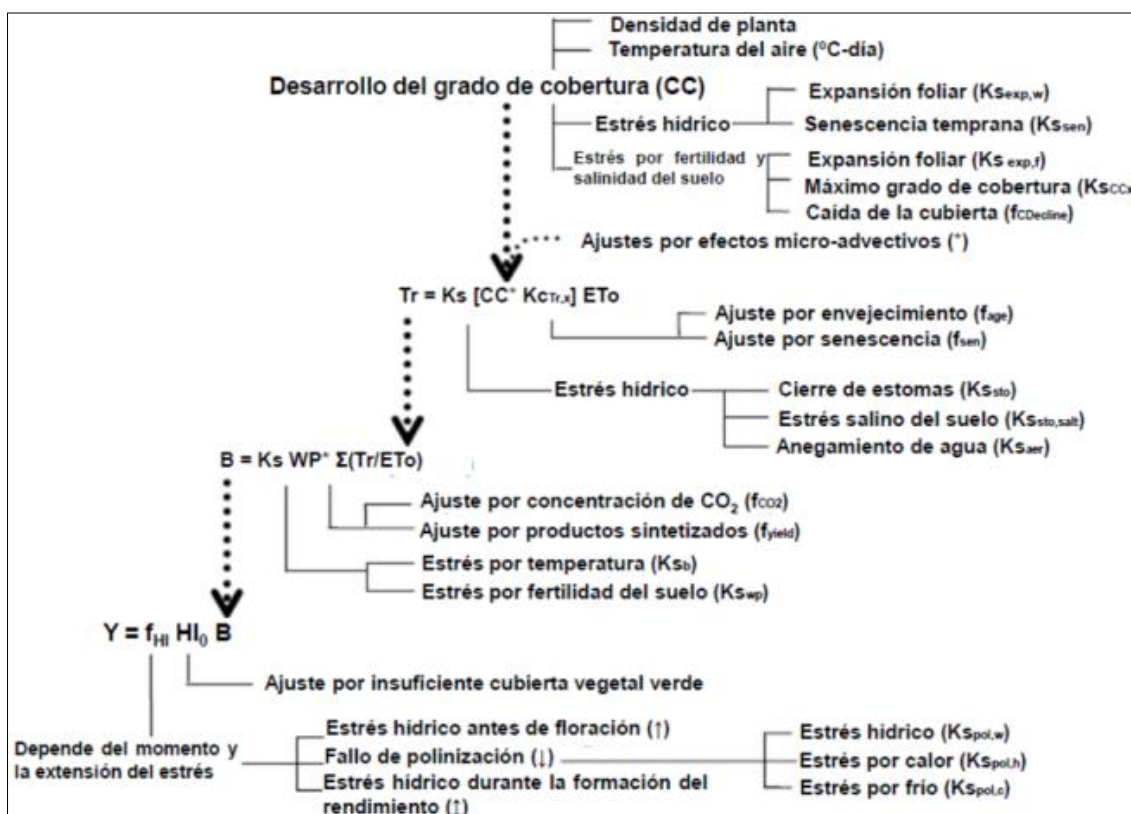 Densidad de planta
Temperatura del aire (ºC-día)
Desarrollo del grado de cobertura (CC)
Expansión foliar (Ksexp,w)
Estrés hídrico
Senescencia temprana (Kssen)
Estrés por fertilidad y
salinidad del suelo
Expansión foliar (Ks exp,f)
Máximo grado de cobertura (KsCCx
Caída de la cubierta (fCDecline)
Ajustes por efectos micro-advectivos (*)
Tr = Ks [CC* KcTr,x] ETo
Ajuste por envejecimiento (fage)
Ajuste por senescencia (fsen)
Estrés hídrico
Cierre de estomas (Kssto)
Estrés salino del suelo (Kssto,salt)
Anegamiento de agua (Ksaer)
B = Ks WP* Σ(Tr/ETo)
Ajuste por concentración de CO₂ (fCO2)
Ajuste por productos sintetizados (fyield)
Estrés por temperatura (Ksb)
Estrés por fertilidad del suelo (Kswp)
Y = fHI HI₀ B
Ajuste por insuficiente cubierta vegetal verde
Depende del momento y
la extensión del estrés
Estrés hídrico antes de floración (↑)
Fallo de polinización (↓)
Estrés hídrico durante la formación del
rendimiento (↕)
Estrés hídrico (Kspol,w)
Estrés por calor (Kspol,h)
Estrés por frío (Kspol,c)